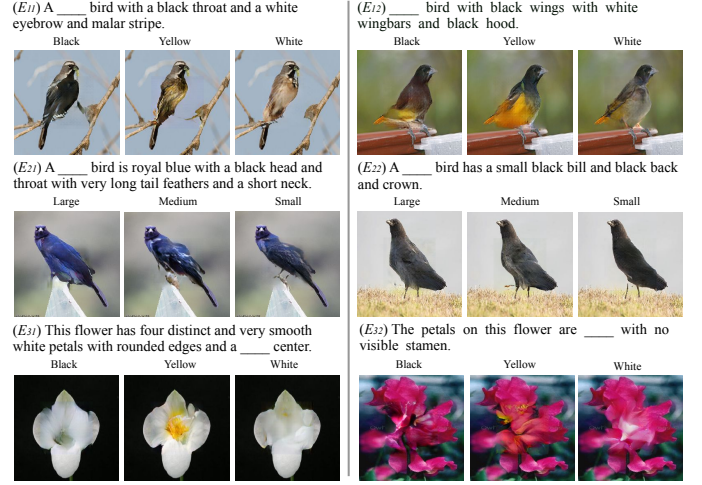 (E11) A ____ bird with a black throat and a white
eyebrow and malar stripe.
Black Yellow White
(E12) ____ bird with black wings with white
wingbars and black hood.
Black Yellow White
(E21) A ____ bird is royal blue with a black head and
throat with very long tail feathers and a short neck.
Large Medium Small
(E22) A ____ bird has a small black bill and black back
and crown.
Large Medium Small
(E31) This flower has four distinct and very smooth
white petals with rounded edges and a ____ center.
Black Yellow White
(E32) The petals on this flower are ____ with no
visible stamen.
Black Yellow White